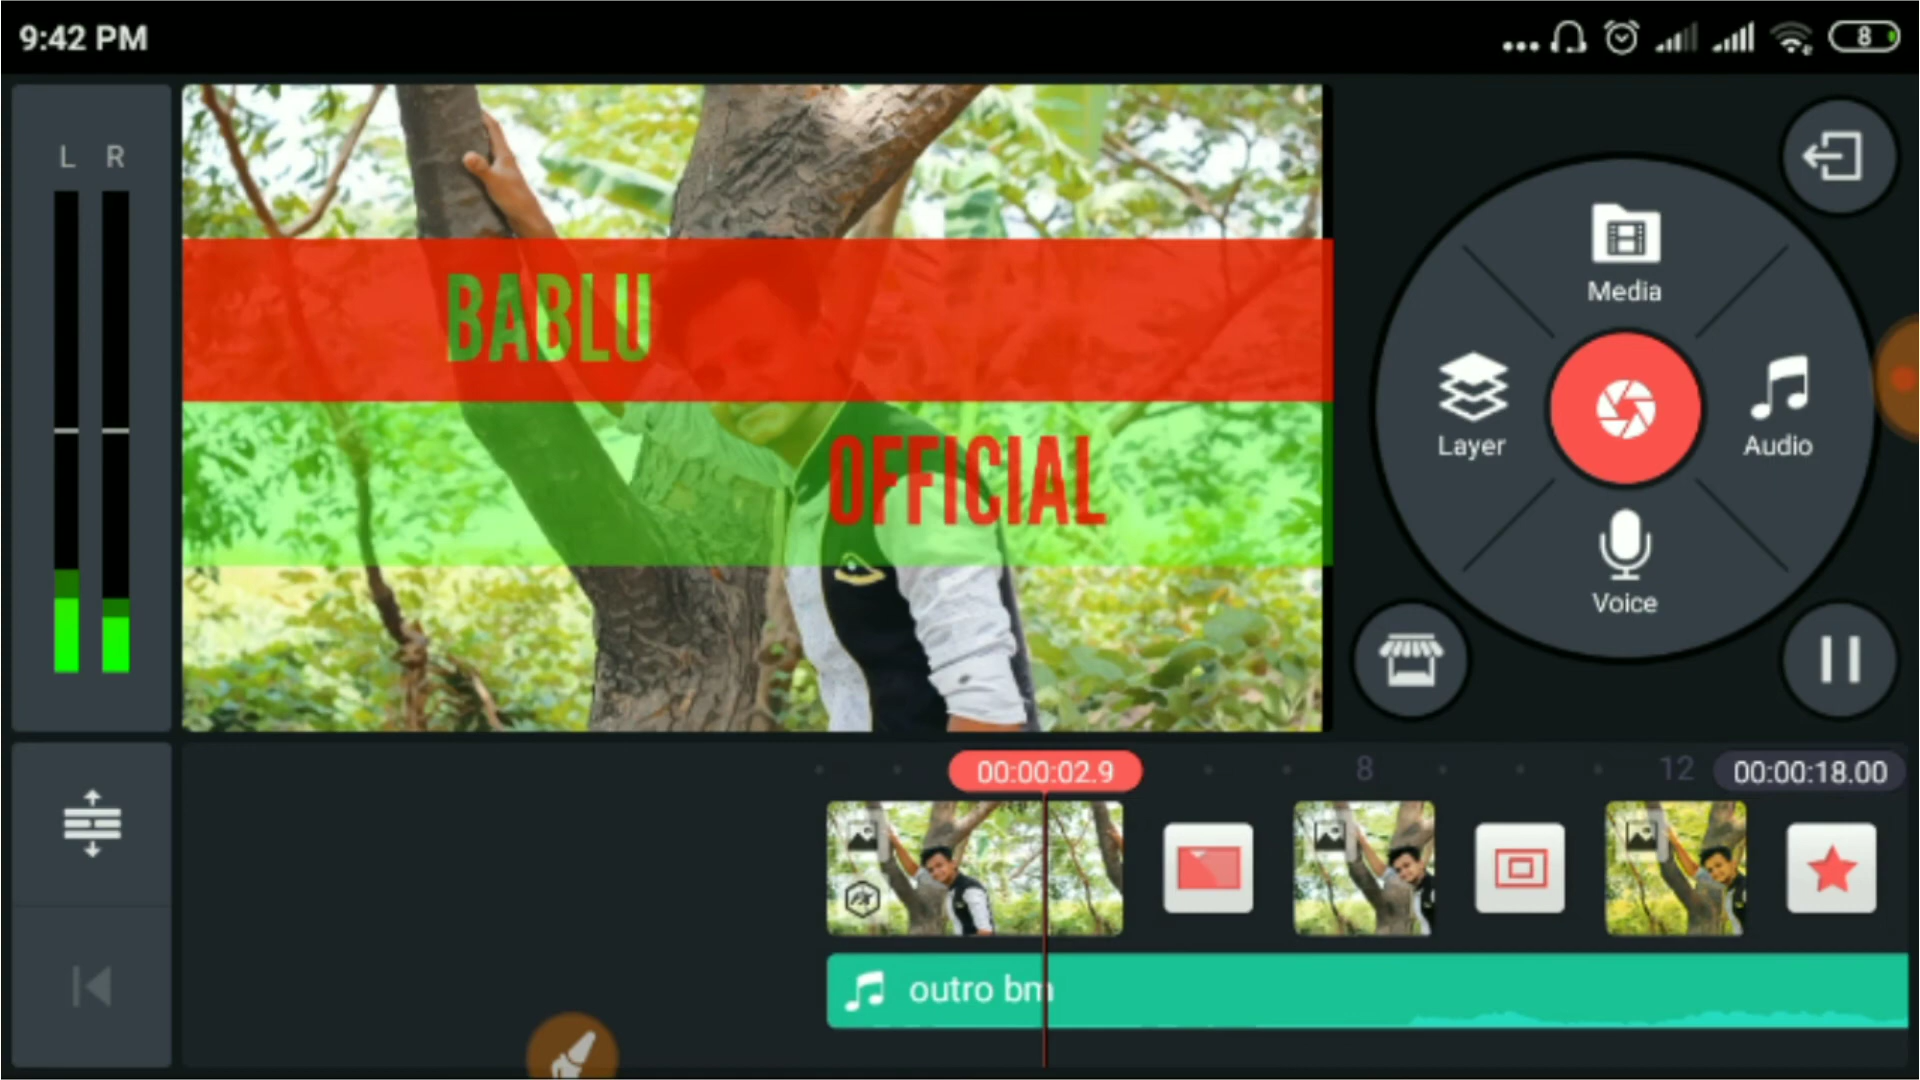 9:42 PM
8
L R
BABLU
OFFICIAL
Media
Layer
Audio
Voice
00:00:02.9
8
12
00:00:18.00
outro bm